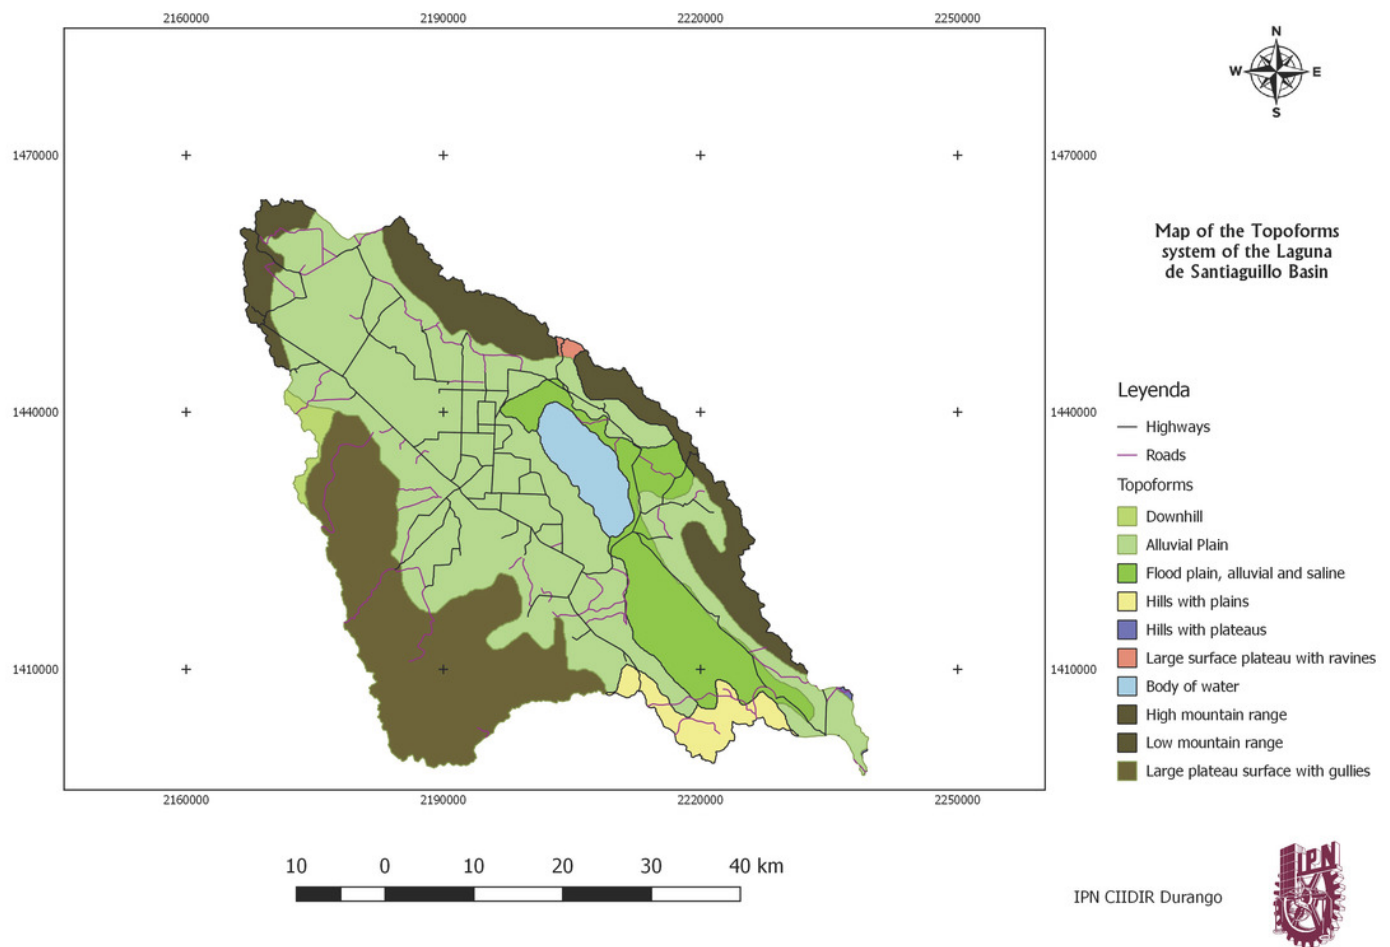 2160000 2190000 2220000 2250000
N
W E
S
1470000 1470000
Map of the Topoforms
system of the Laguna
de Santiaguillo Basin
Leyenda
1440000 1440000
Highways
Roads
Topoforms
Downhill
Alluvial Plain
Flood plain, alluvial and saline
Hills with plains
Hills with plateaus
1410000 1410000
Large surface plateau with ravines
Body of water
High mountain range
Low mountain range
Large plateau surface with gullies
2160000 2190000 2220000 2250000
10 0 10 20 30 40 km
IPN CIIDIR Durango
IPN